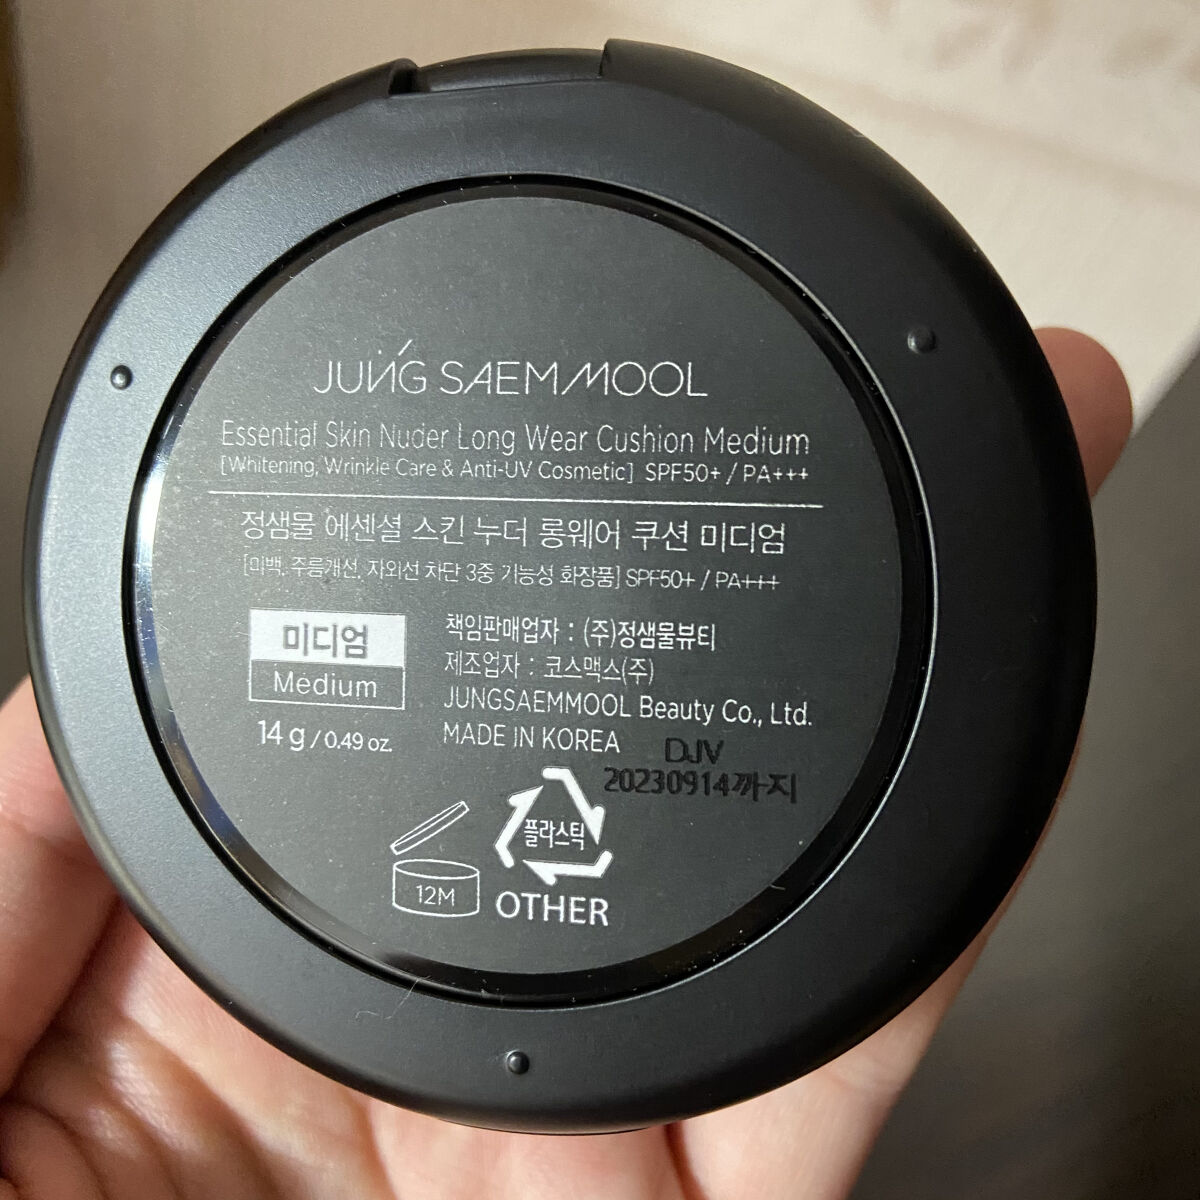 JUNG SAEM MOOL
Essential Skin Nuder Long Wear Cushion Medium
[Whitening, Wrinkle Care & Anti-UV Cosmetic] SPF50+ / PA+++
정샘물 에센셜 스킨 누더 롱웨어 쿠션 미디엄
[미백, 주름개선, 자외선 차단 3중 기능성 화장품] SPF50+ / PA+++
미디엄
Medium
14 g / 0.49 oz.
책임판매업자 : (주)정샘물뷰티
제조업자 : 코스맥스(주)
JUNGSAEMMOOL Beauty Co., Ltd.
MADE IN KOREA
DJV
20230914까지
플라스틱
OTHER
12M